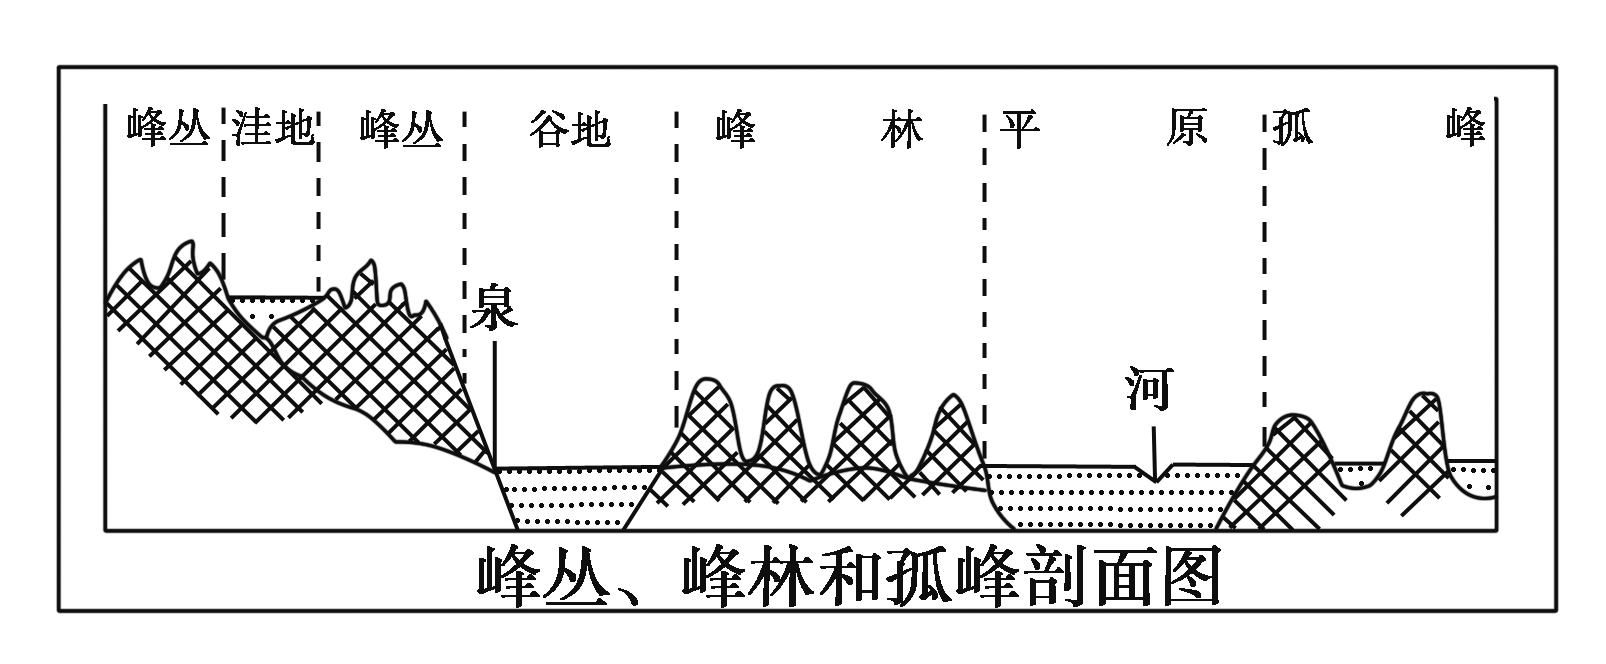 峰丛 洼地 峰丛 谷地 峰 林 平 原 孤 峰
泉
河
峰丛、峰林和孤峰剖面图